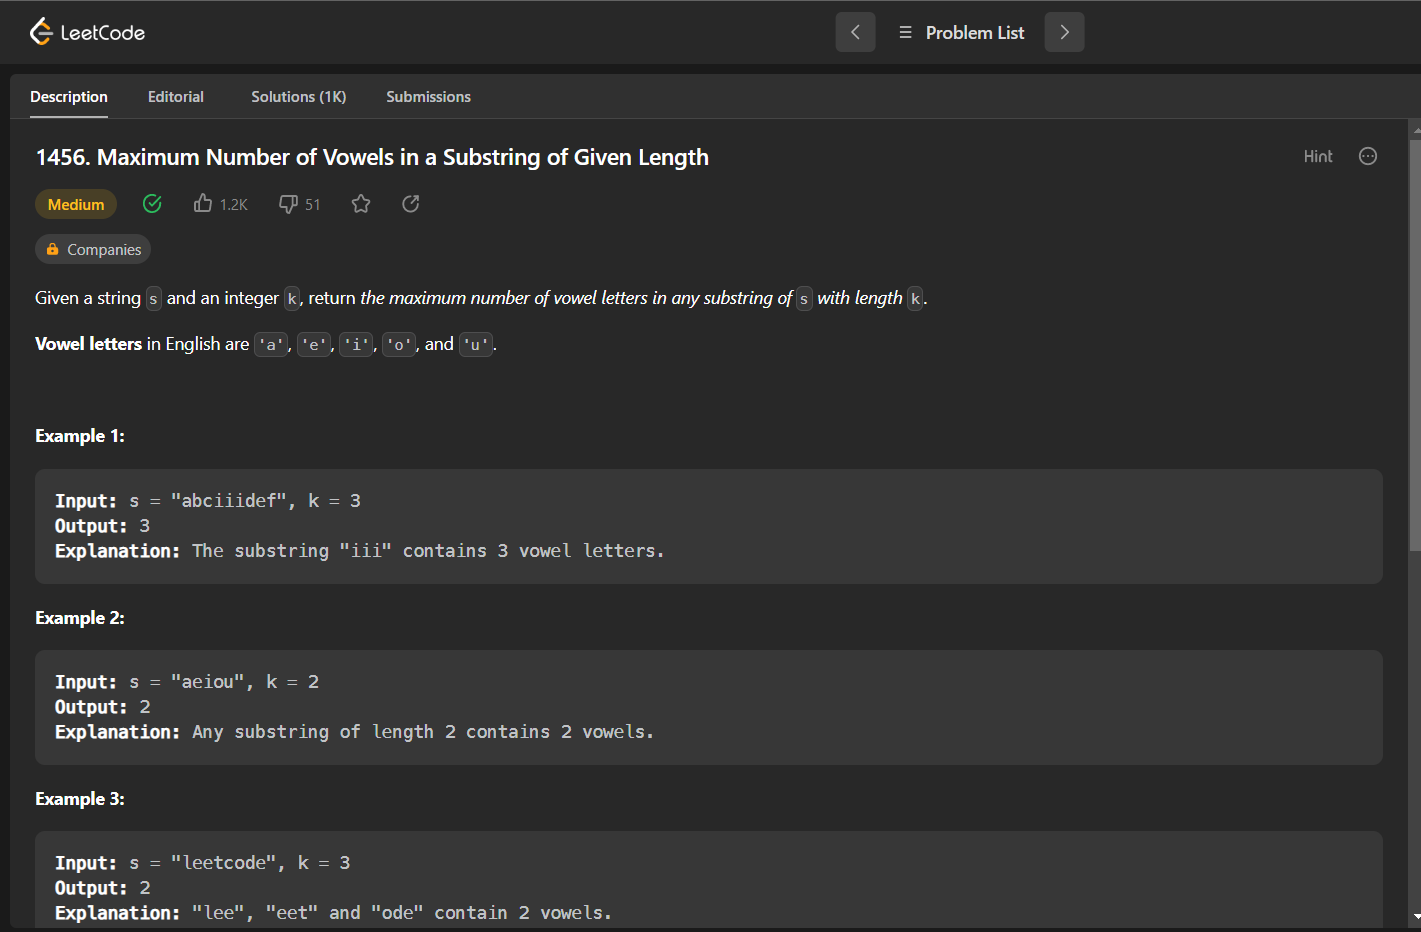 LeetCode
Problem List
Description Editorial Solutions (1K) Submissions
1456. Maximum Number of Vowels in a Substring of Given Length
Hint
Medium 1.2K 51
Companies
Given a string s and an integer k, return the maximum number of vowel letters in any substring of s with length k.
Vowel letters in English are 'a', 'e', 'i', 'o', and 'u'.
Example 1:
Input: s = "abciiidef", k = 3
Output: 3
Explanation: The substring "iii" contains 3 vowel letters.
Example 2:
Input: s = "aeiou", k = 2
Output: 2
Explanation: Any substring of length 2 contains 2 vowels.
Example 3:
Input: s = "leetcode", k = 3
Output: 2
Explanation: "lee", "eet" and "ode" contain 2 vowels.